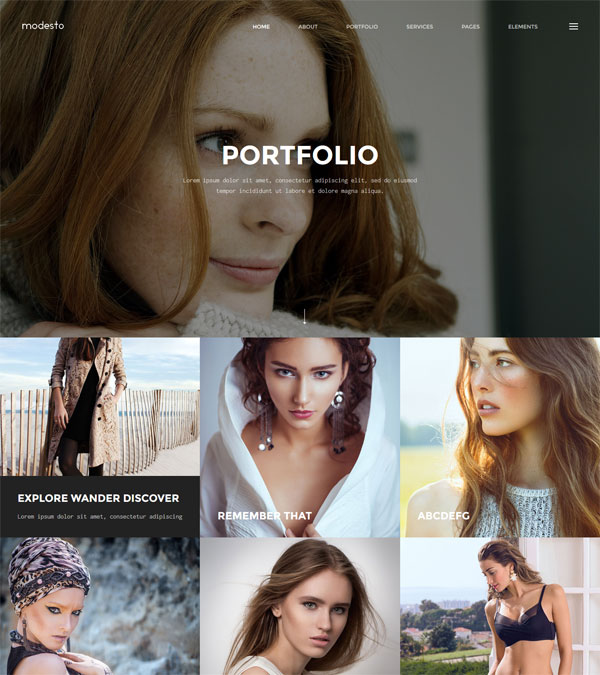 modesto
HOME ABOUT PORTFOLIO SERVICES PAGES ELEMENTS
PORTFOLIO
Lorem ipsum dolor sit amet, consectetur adipiscing elit, sed do eiusmod
tempor incididunt ut labore et dolore magna aliqua.
EXPLORE WANDER DISCOVER
Lorem ipsum dolor sit amet, consectetur adipiscing
REMEMBER THAT
ABCDEFG